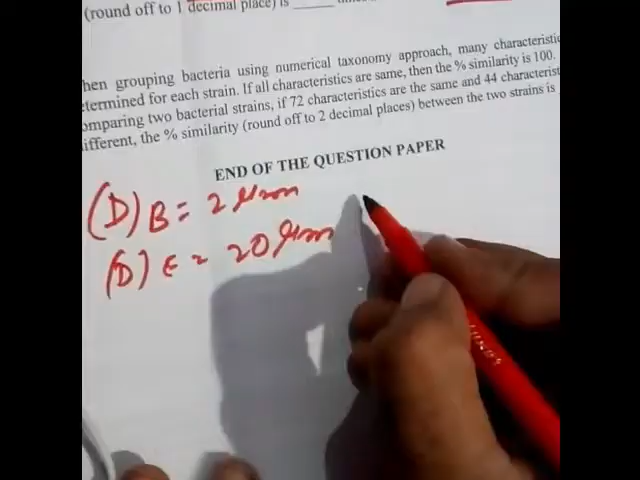 (round off to 1 decimal place) is
hen grouping bacteria using numerical taxonomy approach, many characteristic
termined for each strain. If all characteristics are same, then the % similarity is 100.
omparing two bacterial strains, if 72 characteristics are the same and 44 characterist
ifferent, the % similarity (round off to 2 decimal places) between the two strains is
END OF THE QUESTION PAPER
(D) B = 2 μm
(D) E = 20 μm